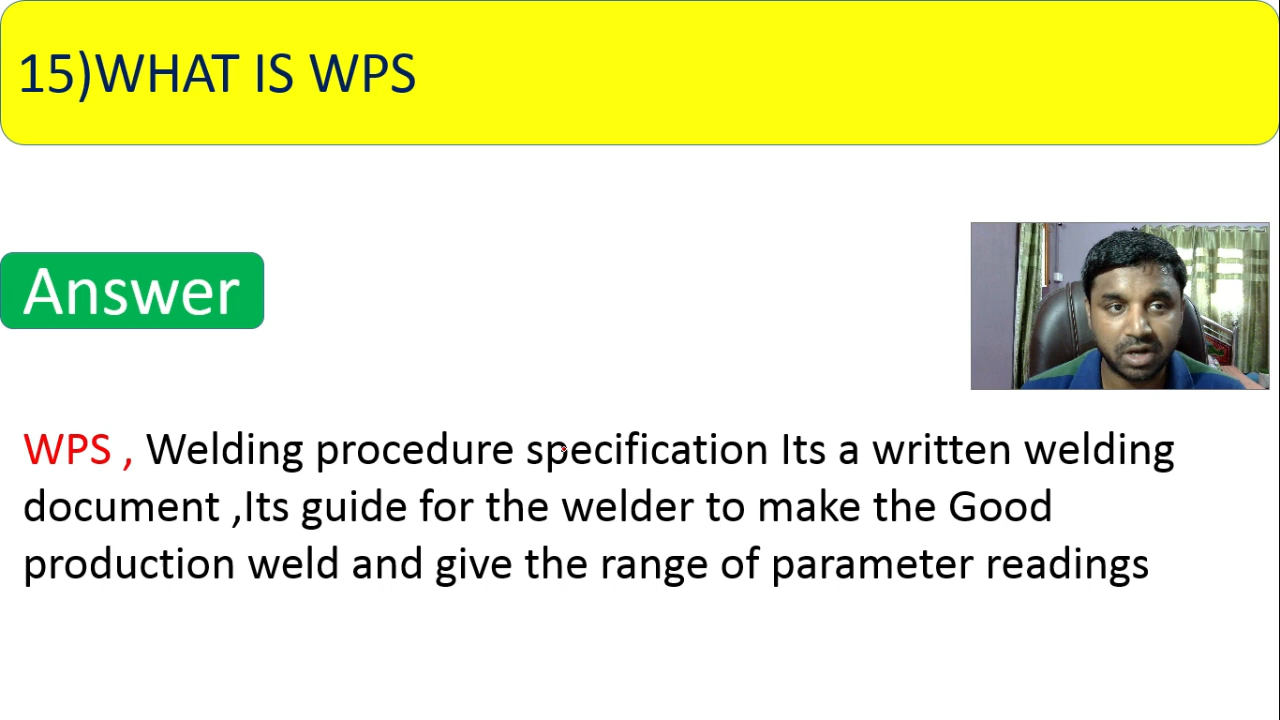 15)WHAT IS WPS
Answer
WPS , Welding procedure specification Its a written welding
document ,Its guide for the welder to make the Good
production weld and give the range of parameter readings